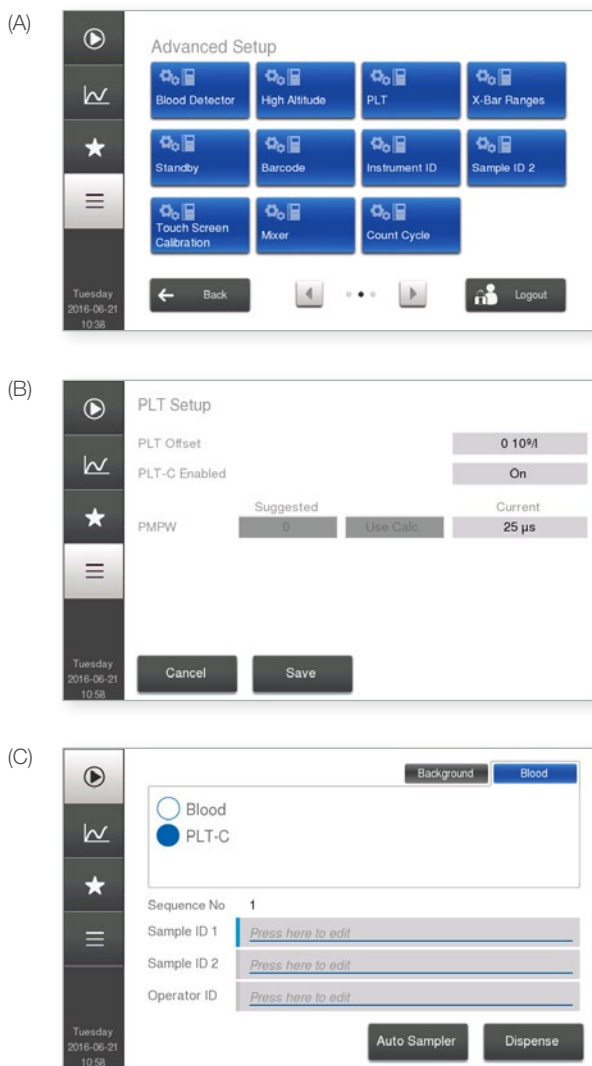 (A)
Advanced Setup
Blood Detector
High Altitude
PLT
X-Bar Ranges
Standby
Barcode
Instrument ID
Sample ID 2
Touch Screen
Calibration
Mixer
Count Cycle
Tuesday
2016-06-21
10:38
Back
Logout
(B)
PLT Setup
PLT Offset
0 10⁹/l
PLT-C Enabled
On
Suggested
Current
PMPW
0
Use Calc.
25 µs
Tuesday
2016-06-21
10:58
Cancel
Save
(C)
Background
Blood
Blood
PLT-C
Sequence No 1
Sample ID 1 Press here to edit
Sample ID 2 Press here to edit
Operator ID Press here to edit
Tuesday
2016-06-21
10:58
Auto Sampler
Dispense